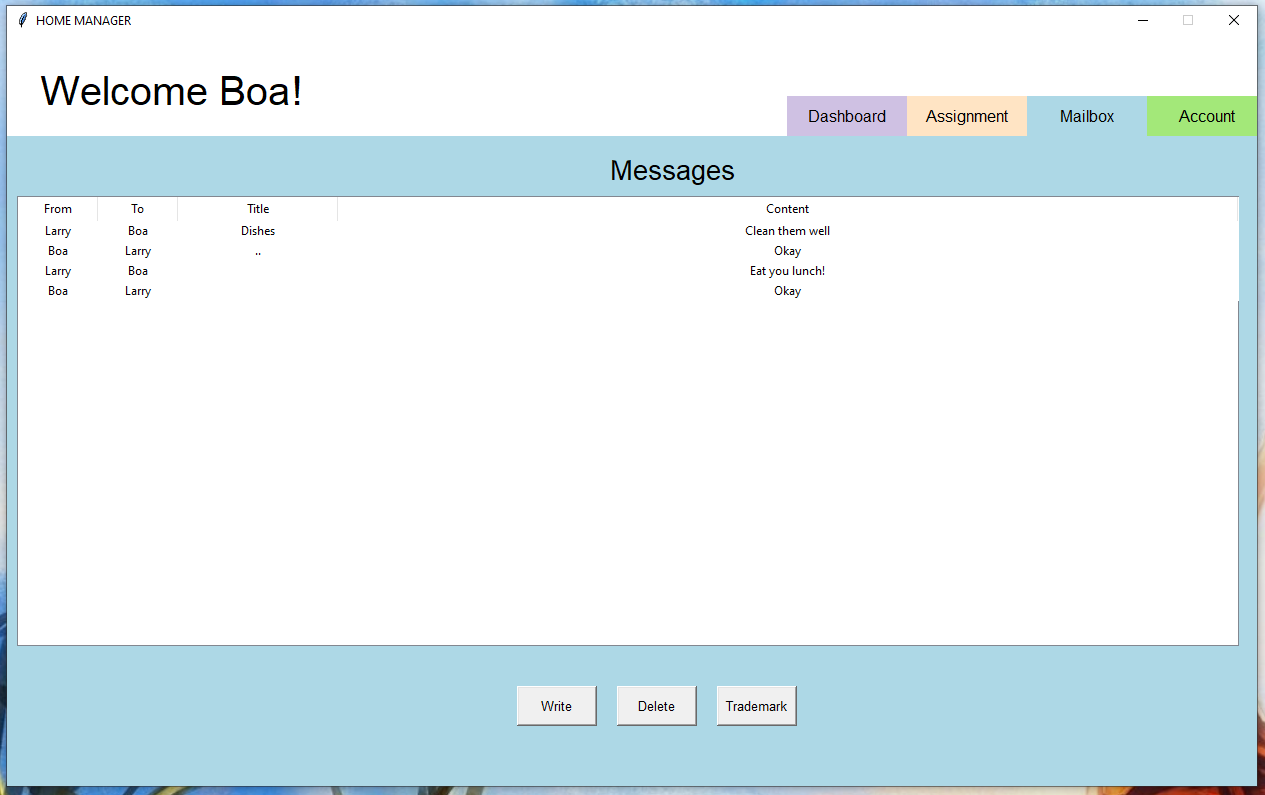 HOME MANAGER
Welcome Boa!
Dashboard Assignment Mailbox Account
Messages
From To Title Content
Larry Boa Dishes Clean them well
Boa Larry .. Okay
Larry Boa Eat you lunch!
Boa Larry Okay
Write Delete Trademark